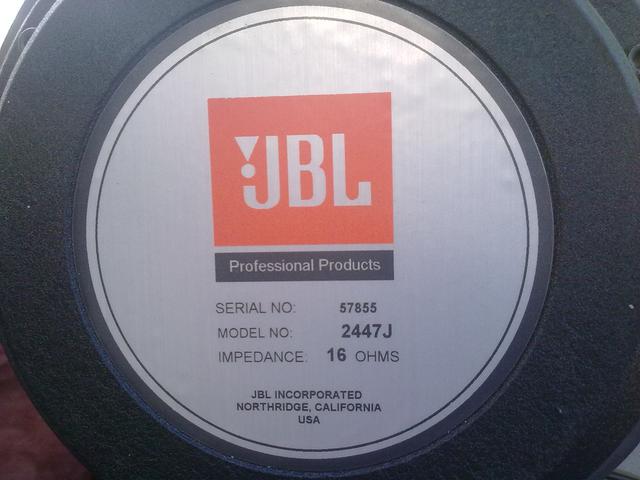 JBL
Professional Products
SERIAL NO: 57855
MODEL NO: 2447J
IMPEDANCE: 16 OHMS
JBL INCORPORATED
NORTHRIDGE, CALIFORNIA
USA